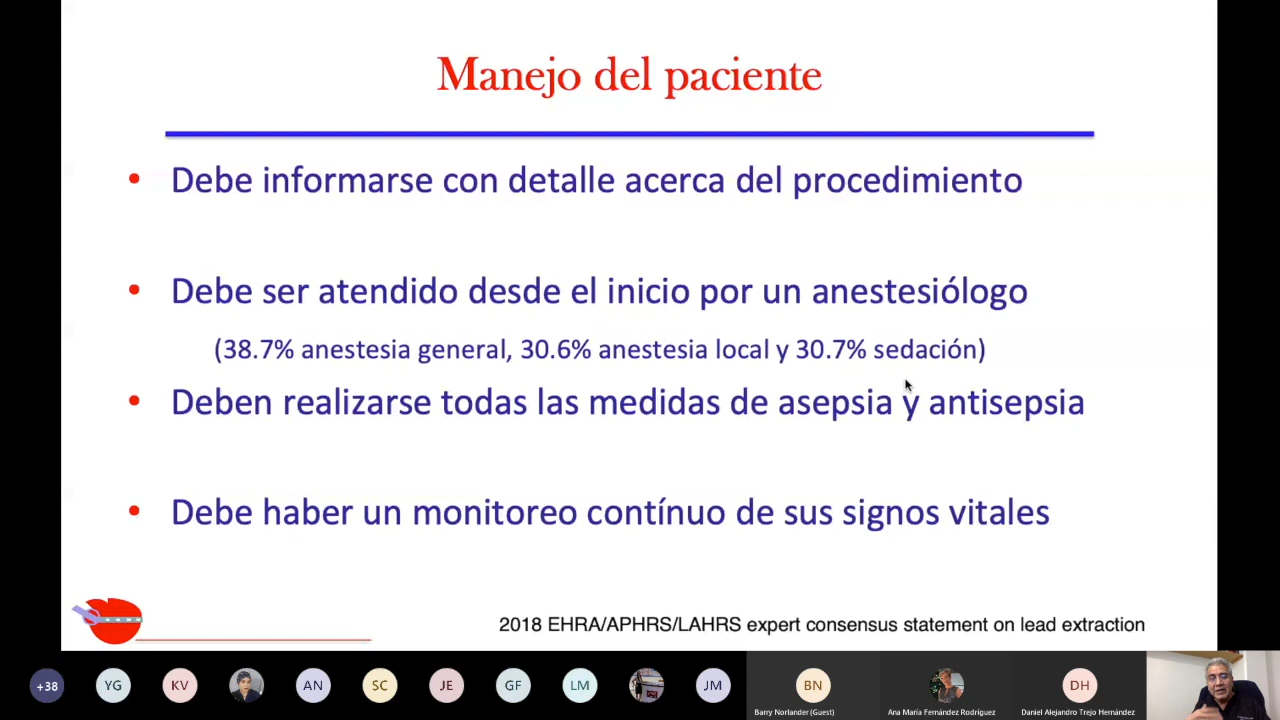 Manejo del paciente
• Debe informarse con detalle acerca del procedimiento
• Debe ser atendido desde el inicio por un anestesiólogo
(38.7% anestesia general, 30.6% anestesia local y 30.7% sedación)
• Deben realizarse todas las medidas de asepsia y antisepsia
• Debe haber un monitoreo contínuo de sus signos vitales
2018 EHRA/APHRS/LAHRS expert consensus statement on lead extraction
+38 YG KV AN SC JE GF LM JM BN DH
Barry Norlander (Guest) Ana María Fernández Rodríguez Daniel Alejandro Trejo Hernández